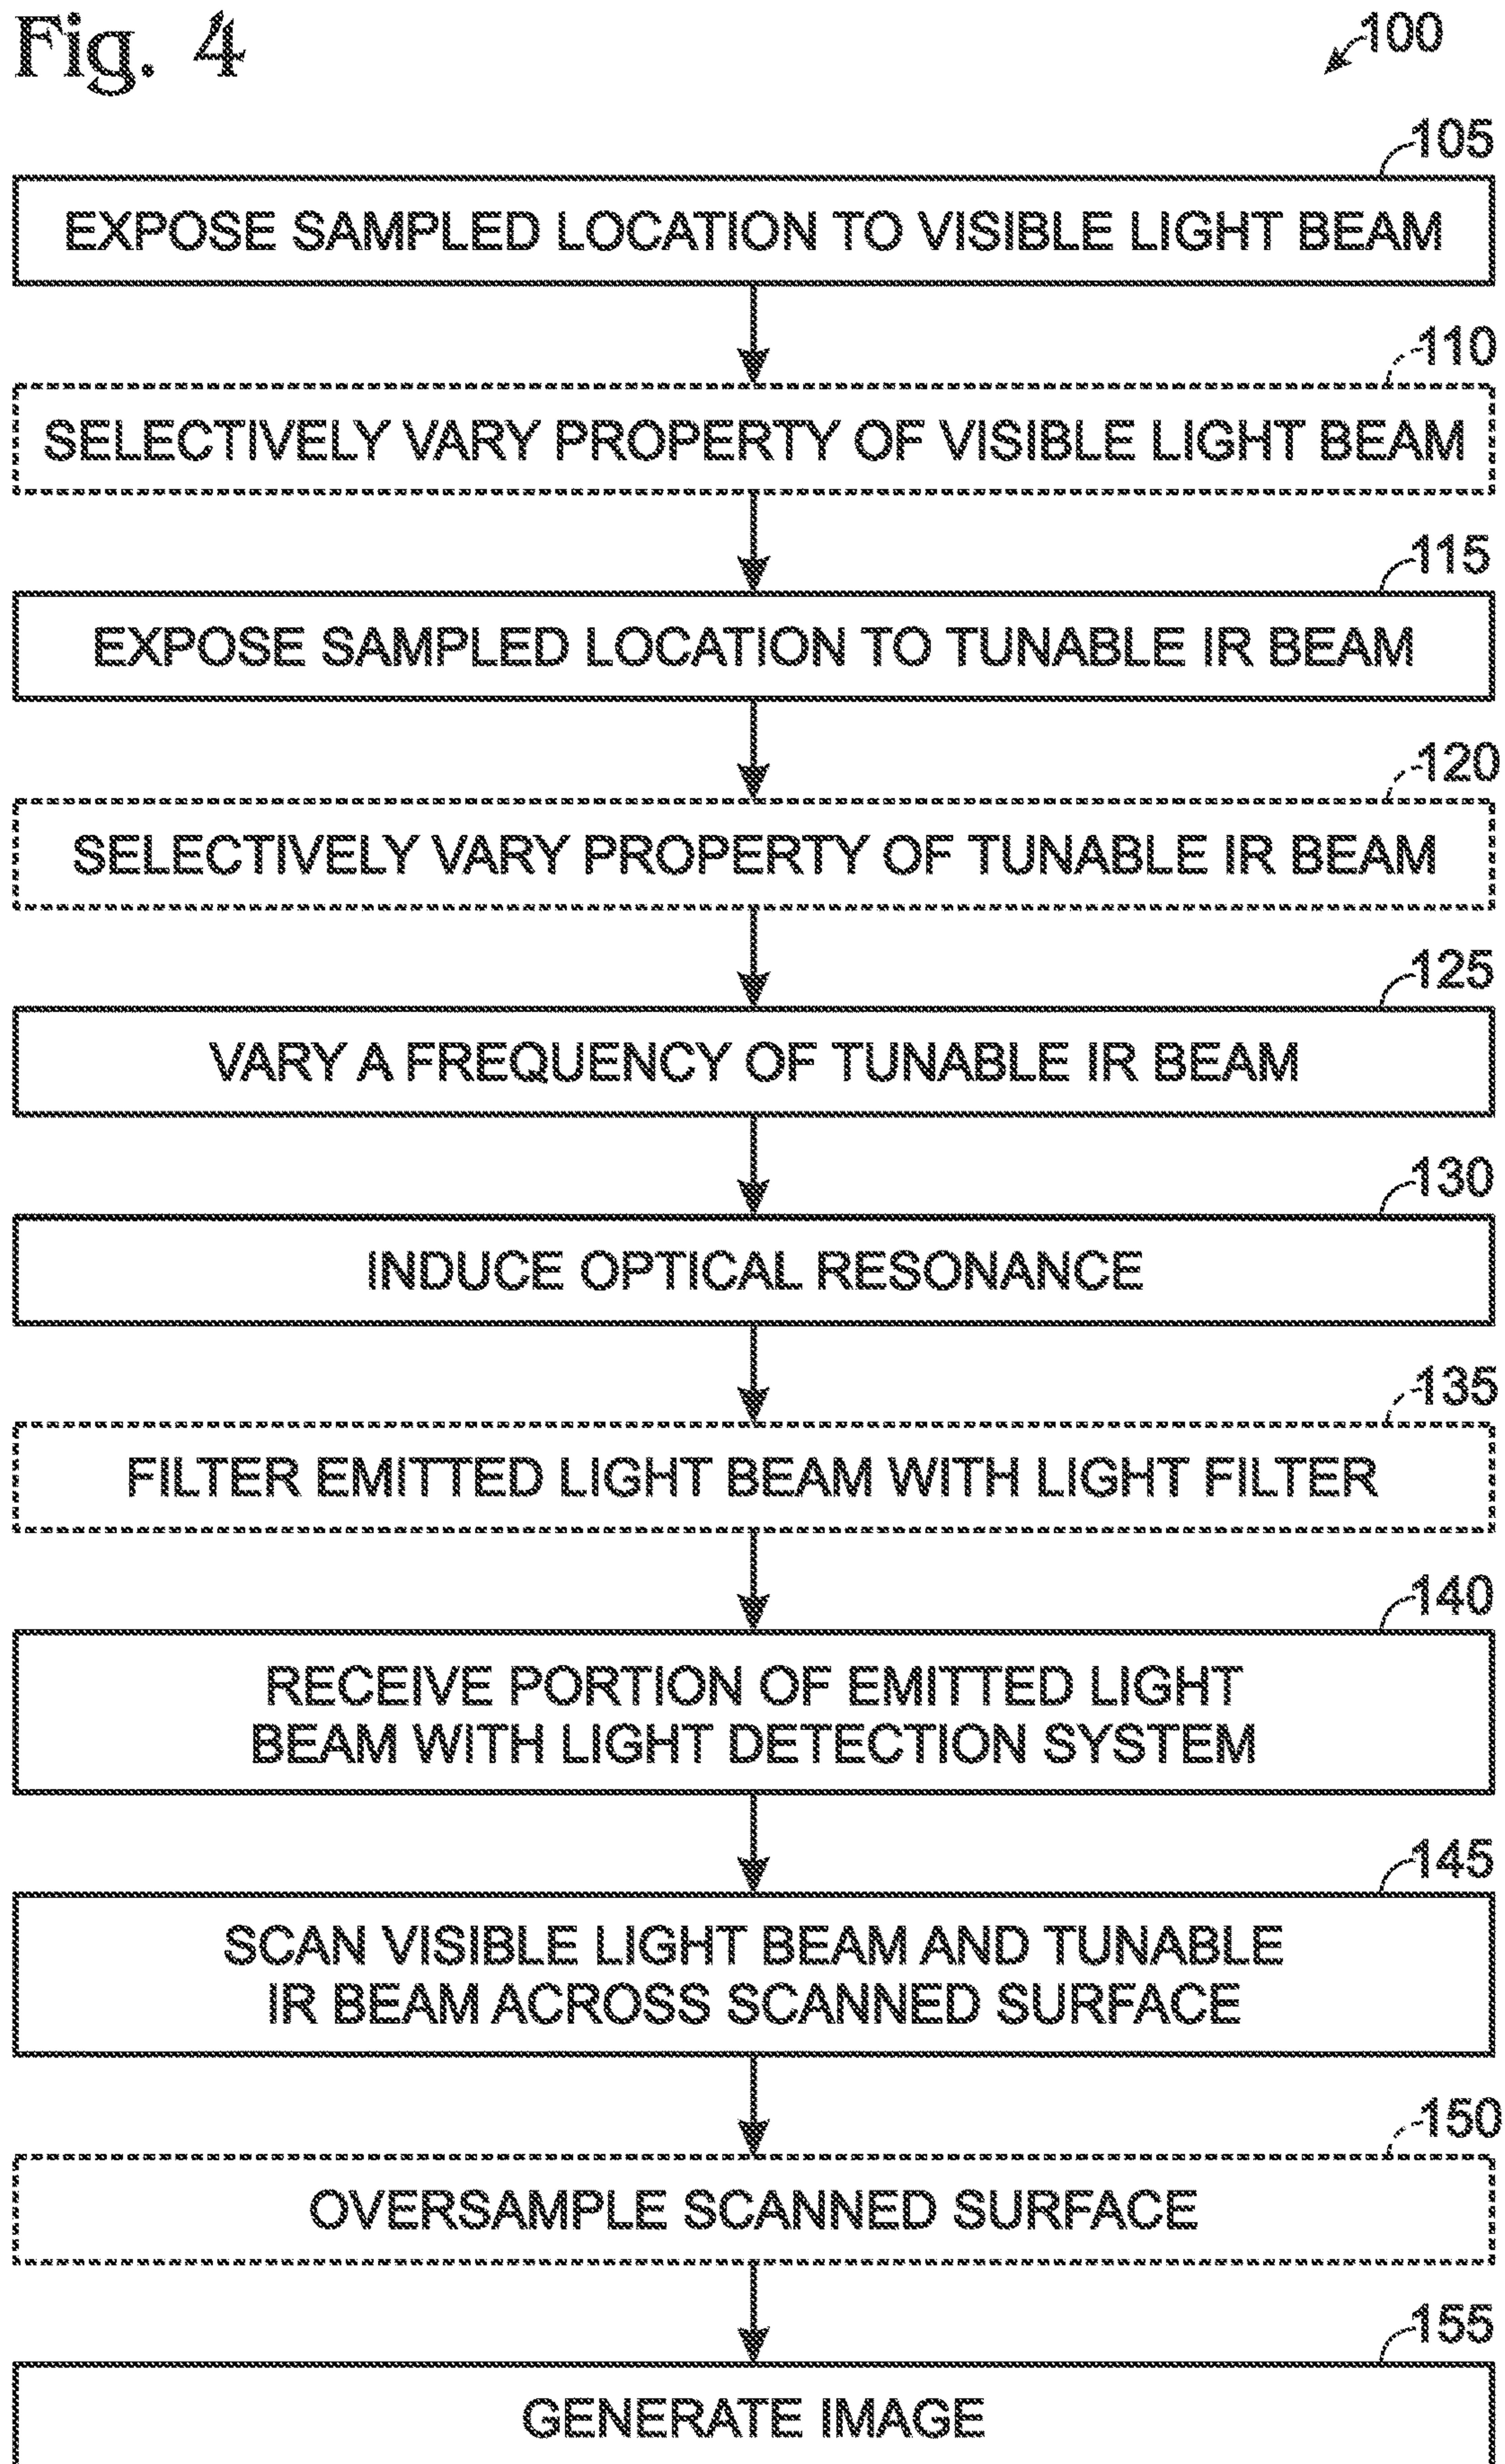 Fig. 4
100
105
EXPOSE SAMPLED LOCATION TO VISIBLE LIGHT BEAM
110
SELECTIVELY VARY PROPERTY OF VISIBLE LIGHT BEAM
115
EXPOSE SAMPLED LOCATION TO TUNABLE IR BEAM
120
SELECTIVELY VARY PROPERTY OF TUNABLE IR BEAM
125
VARY A FREQUENCY OF TUNABLE IR BEAM
130
INDUCE OPTICAL RESONANCE
135
FILTER EMITTED LIGHT BEAM WITH LIGHT FILTER
140
RECEIVE PORTION OF EMITTED LIGHT
BEAM WITH LIGHT DETECTION SYSTEM
145
SCAN VISIBLE LIGHT BEAM AND TUNABLE
IR BEAM ACROSS SCANNED SURFACE
150
OVERSAMPLE SCANNED SURFACE
155
GENERATE IMAGE